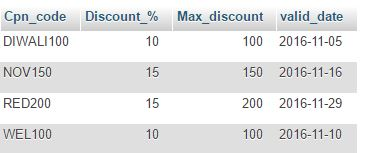 Cpn_code Discount_% Max_discount valid_date
DIWALI100 10 100 2016-11-05
NOV150 15 150 2016-11-16
RED200 15 200 2016-11-29
WEL100 10 100 2016-11-10